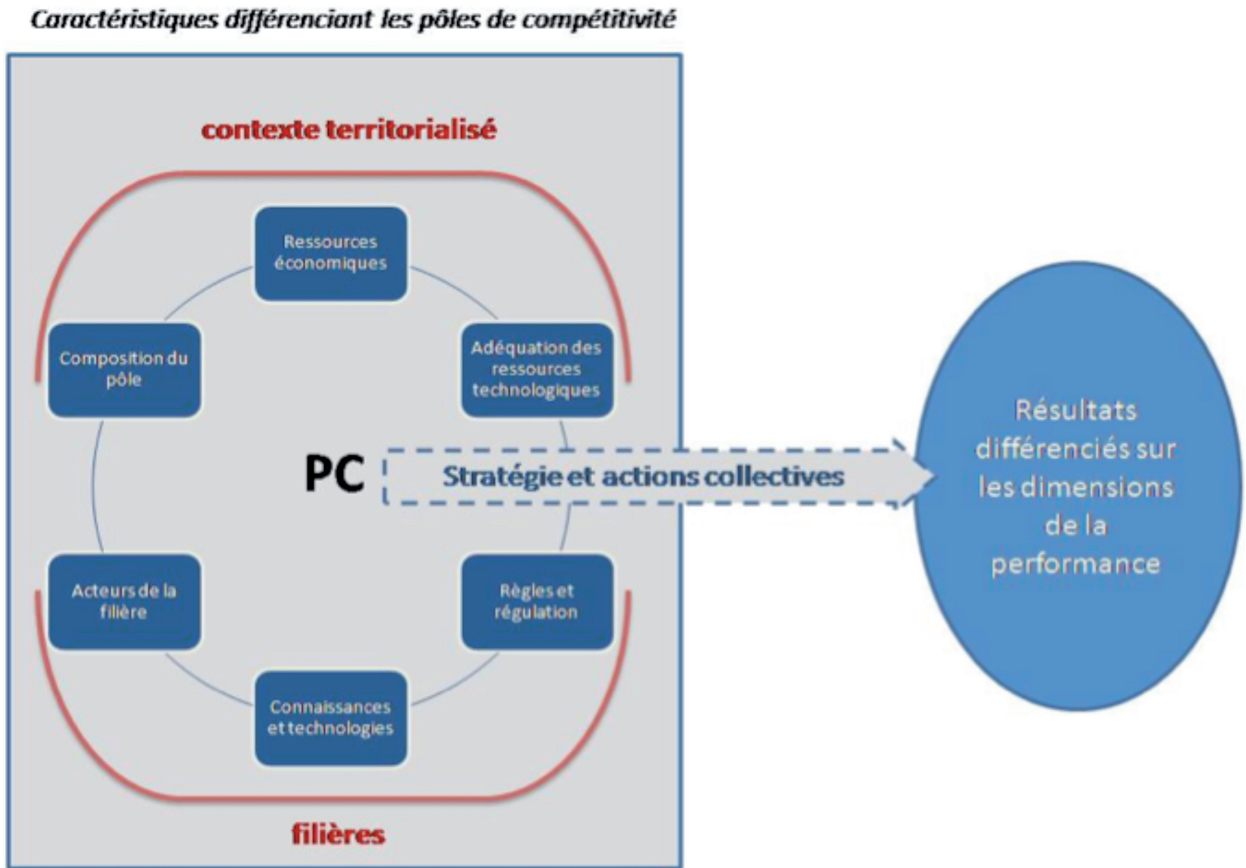 Caractéristiques différenciant les pôles de compétitivité
contexte territorialisé
Ressources
économiques
Composition du
pôle
Adéquation des
ressources
technologiques
PC
Stratégie et actions collectives
Résultats
différenciés sur
les dimensions
de la
performance
Acteurs de la
filière
Règles et
régulation
Connaissances
et technologies
filières